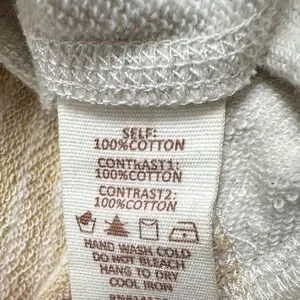 SELF:
100%COTTON
CONTRAST1:
100%COTTON
CONTRAST2:
100%COTTON
HAND WASH COLD
DO NOT BLEACH
HANG TO DRY
COOL IRON